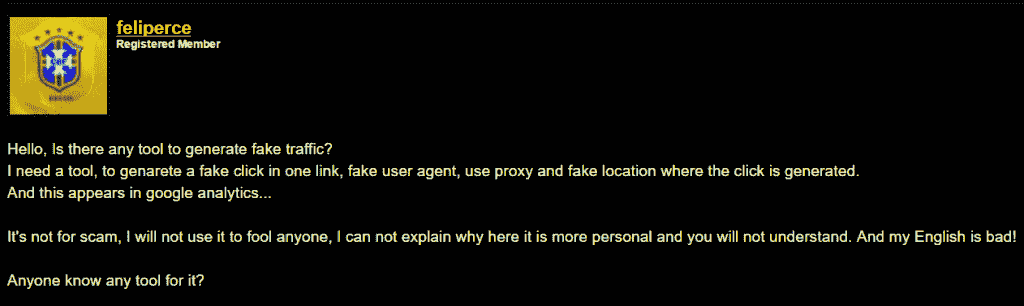 feliperce
Registered Member
Hello, Is there any tool to generate fake traffic?
I need a tool, to genarete a fake click in one link, fake user agent, use proxy and fake location where the click is generated.
And this appears in google analytics...
It's not for scam, I will not use it to fool anyone, I can not explain why here it is more personal and you will not understand. And my English is bad!
Anyone know any tool for it?